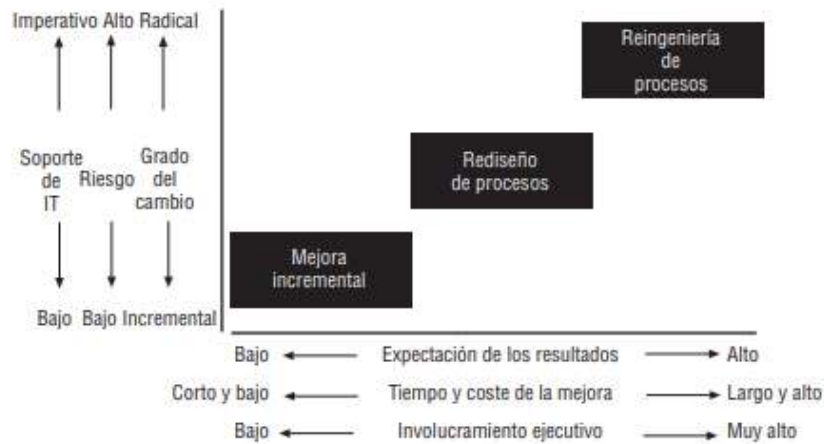 Imperativo Alto Radical
Reingeniería
de
procesos
Soporte
de
IT
Riesgo
Grado
del
cambio
Rediseño
de procesos
Mejora
incremental
Bajo Bajo Incremental
Bajo Expectación de los resultados Alto
Corto y bajo Tiempo y coste de la mejora Largo y alto
Bajo Involucramiento ejecutivo Muy alto